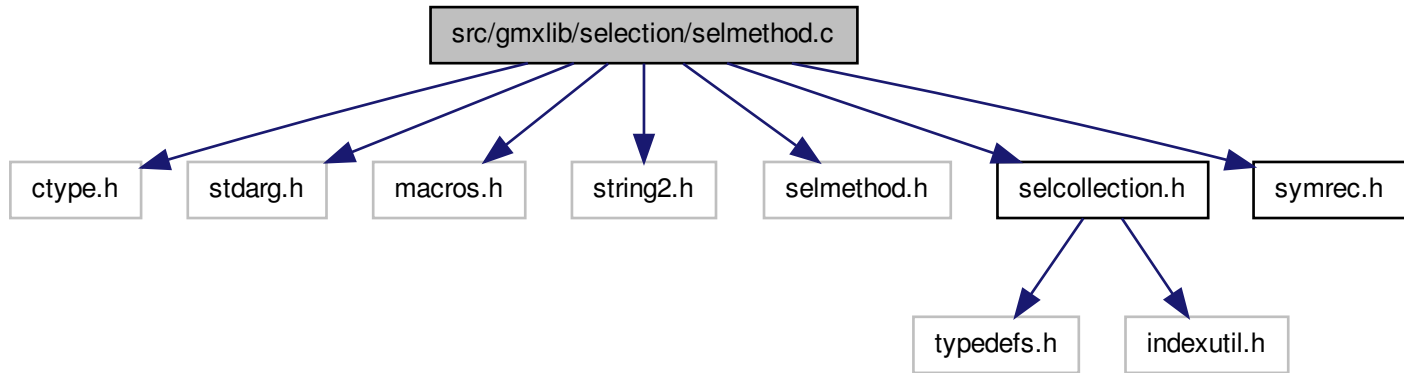 src/gmxlib/selection/selmethod.c
ctype.h
stdarg.h
macros.h
string2.h
selmethod.h
selcollection.h
symrec.h
typedefs.h
indexutil.h